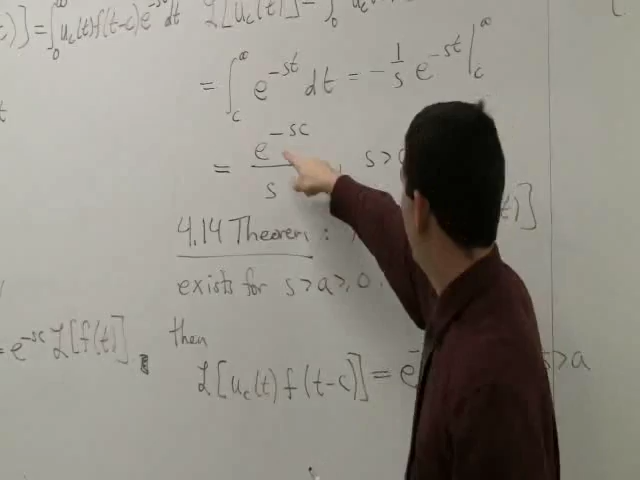 )] = ∫₀^∞ u_c(t) f(t-c) e^{-st} dt
= e^{-sc} ℒ[f(t)].
ℒ[u_c(t)] = ∫₀
= ∫_c^∞ e^{-st} dt = -1/s e^{-st} |_c^∞
= e^{-sc}/s , s>0
4.14 Theorem: t)]
exists for s > a ≥ 0.
then
ℒ[u_c(t) f(t-c)] = e^- s>a